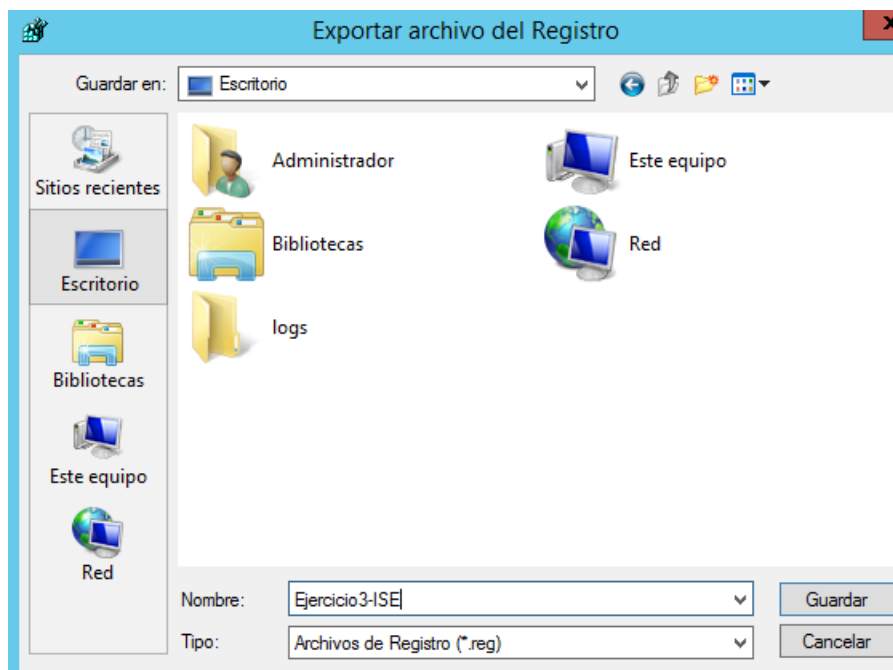 Exportar archivo del Registro
x
Guardar en:
Escritorio
Sitios recientes
Escritorio
Bibliotecas
Este equipo
Red
Administrador
Este equipo
Bibliotecas
Red
logs
Nombre:
Ejercicio3-ISE
Guardar
Tipo:
Archivos de Registro (*.reg)
Cancelar